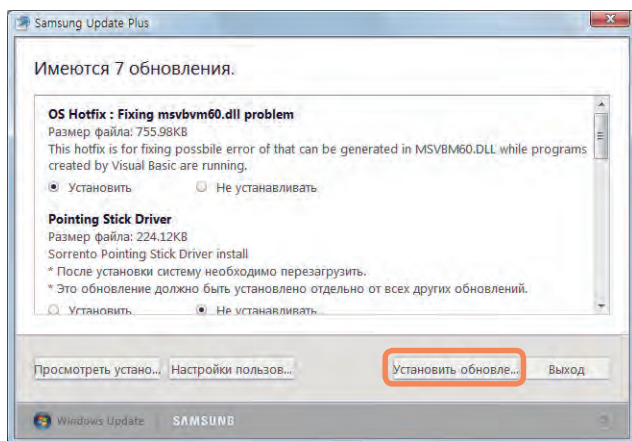 Samsung Update Plus
Имеются 7 обновления.
OS Hotfix : Fixing msvbvm60.dll problem
Размер файла: 755.98KB
This hotfix is for fixing possbile error of that can be generated in MSVBM60.DLL while programs
created by Visual Basic are running.
Установить Не устанавливать
Pointing Stick Driver
Размер файла: 224.12KB
Sorrento Pointing Stick Driver install
* После установки систему необходимо перезагрузить.
* Это обновление должно быть установлено отдельно от всех других обновлений.
Установить Не устанавливать
Просмотреть устано... Настройки пользов... Установить обновле... Выход
Windows Update SAMSUNG